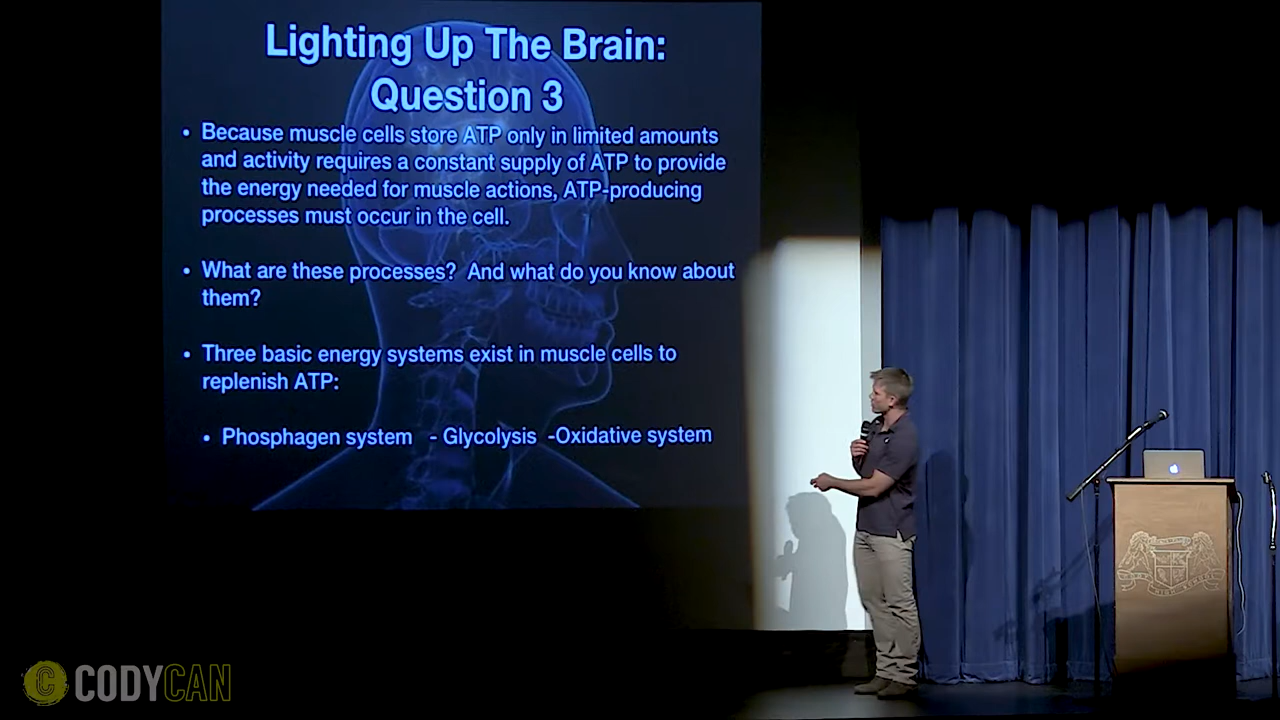 Lighting Up The Brain:
Question 3
• Because muscle cells store ATP only in limited amounts
and activity requires a constant supply of ATP to provide
the energy needed for muscle actions, ATP-producing
processes must occur in the cell.
• What are these processes? And what do you know about
them?
• Three basic energy systems exist in muscle cells to
replenish ATP:
• Phosphagen system - Glycolysis -Oxidative system
HIGH SCHOOL
C CODYCAN